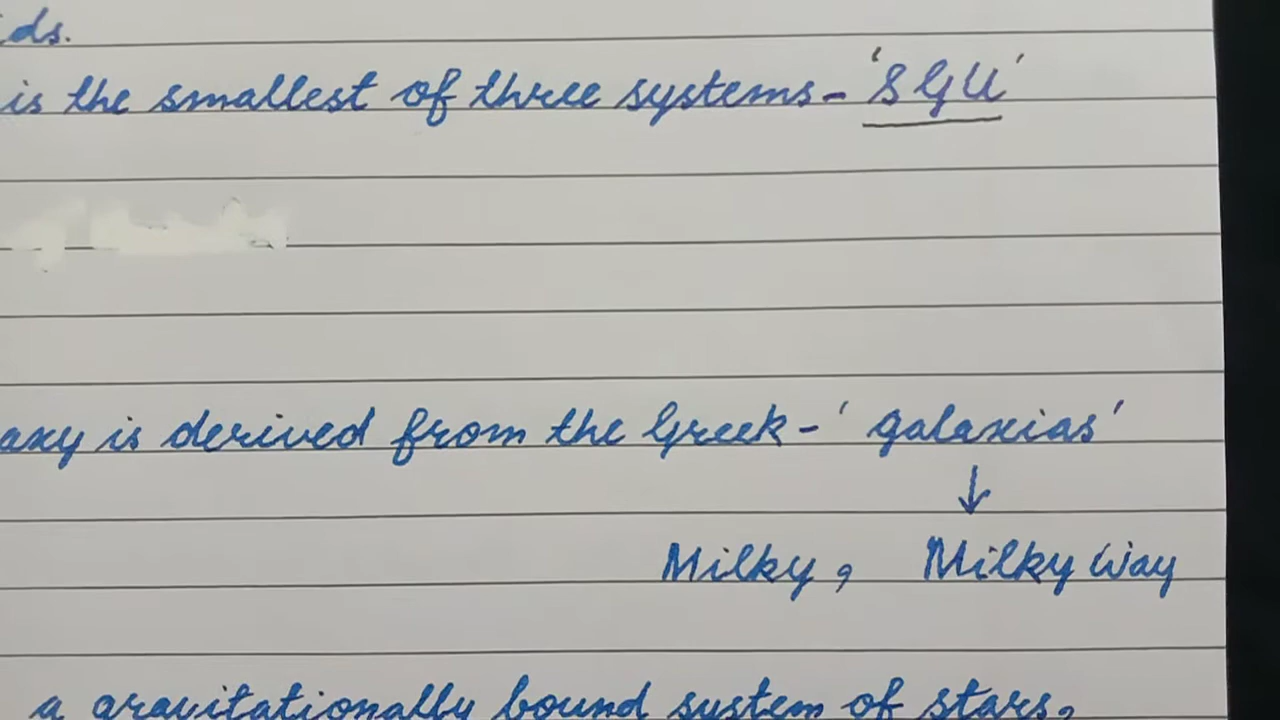 ds.
is the smallest of three systems - 'SGU'
axy is derived from the Greek - 'galaxias'
↓
Milky, Milky Way
a gravitationally bound system of stars,